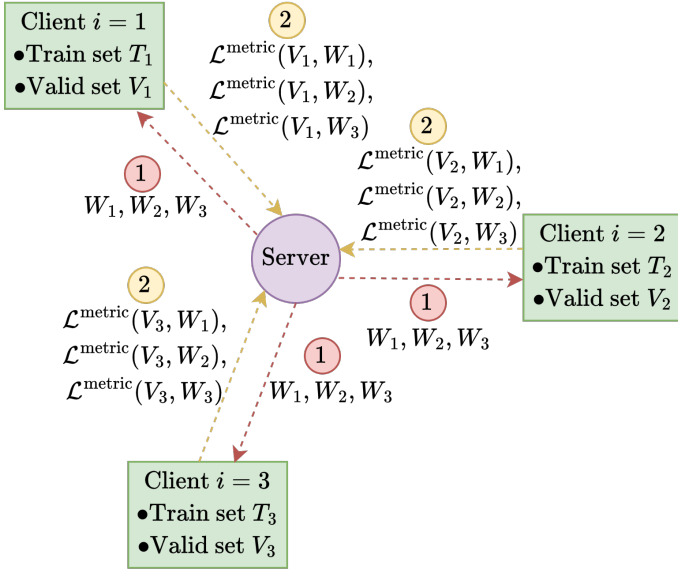 Client i = 1
●Train set T₁
●Valid set V₁
2
ℒᵐᵉᵗʳⁱᶜ(V₁, W₁),
ℒᵐᵉᵗʳⁱᶜ(V₁, W₂),
ℒᵐᵉᵗʳⁱᶜ(V₁, W₃)
1
W₁, W₂, W₃
2
ℒᵐᵉᵗʳⁱᶜ(V₂, W₁),
ℒᵐᵉᵗʳⁱᶜ(V₂, W₂),
ℒᵐᵉᵗʳⁱᶜ(V₂, W₃)
Server
Client i = 2
●Train set T₂
●Valid set V₂
1
W₁, W₂, W₃
2
ℒᵐᵉᵗʳⁱᶜ(V₃, W₁),
ℒᵐᵉᵗʳⁱᶜ(V₃, W₂),
ℒᵐᵉᵗʳⁱᶜ(V₃, W₃)
1
W₁, W₂, W₃
Client i = 3
●Train set T₃
●Valid set V₃